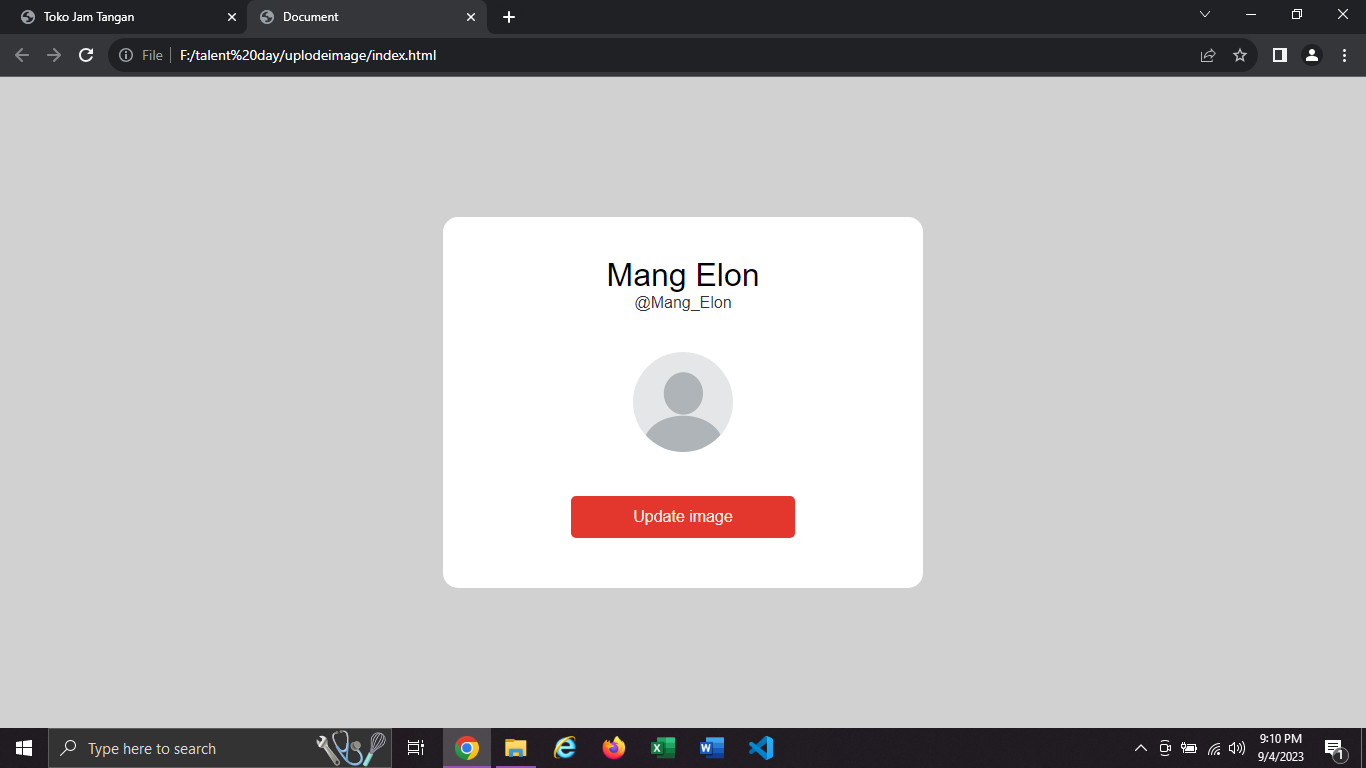 Toko Jam Tangan
Document
File
F:/talent%20day/uplodeimage/index.html
Mang Elon
@Mang_Elon
Update image
Type here to search
9:10 PM
9/4/2023
1